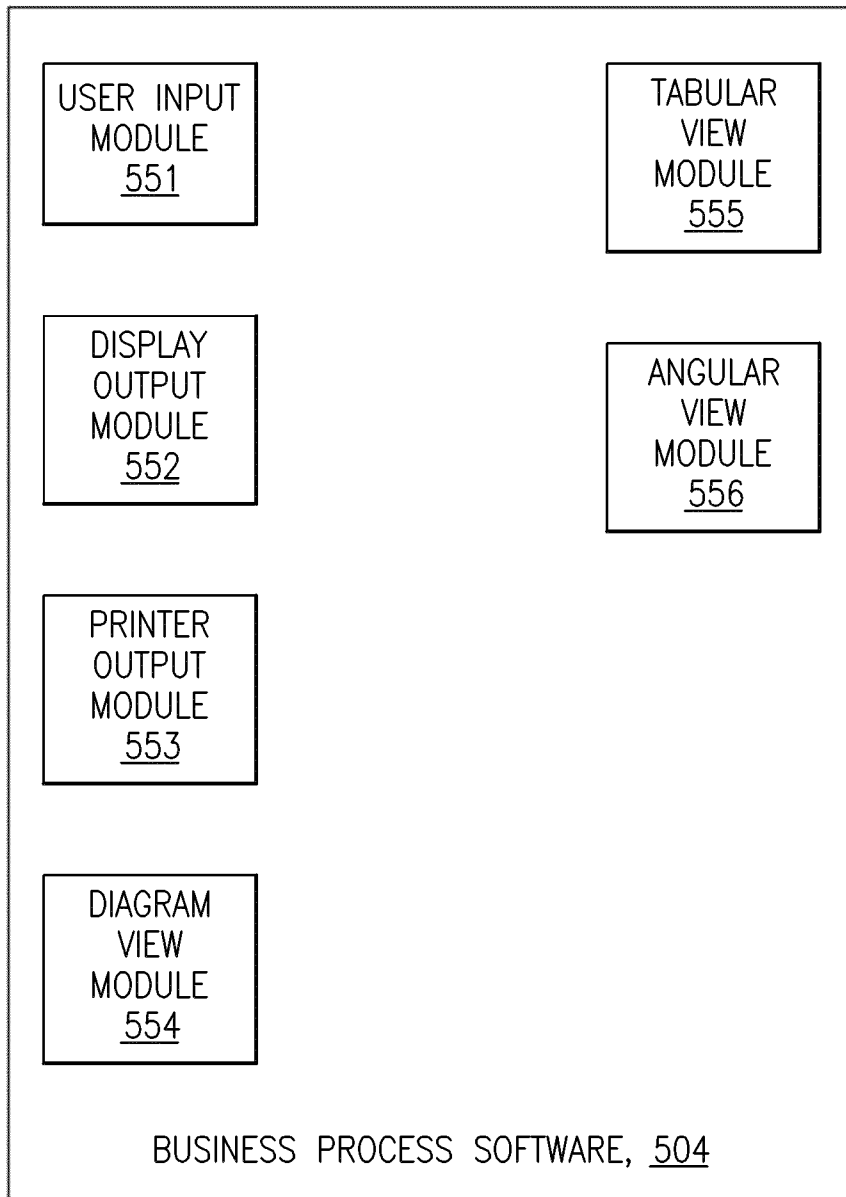 USER INPUT
MODULE
551
DISPLAY
OUTPUT
MODULE
552
PRINTER
OUTPUT
MODULE
553
DIAGRAM
VIEW
MODULE
554
TABULAR
VIEW
MODULE
555
ANGULAR
VIEW
MODULE
556
BUSINESS PROCESS SOFTWARE, 504